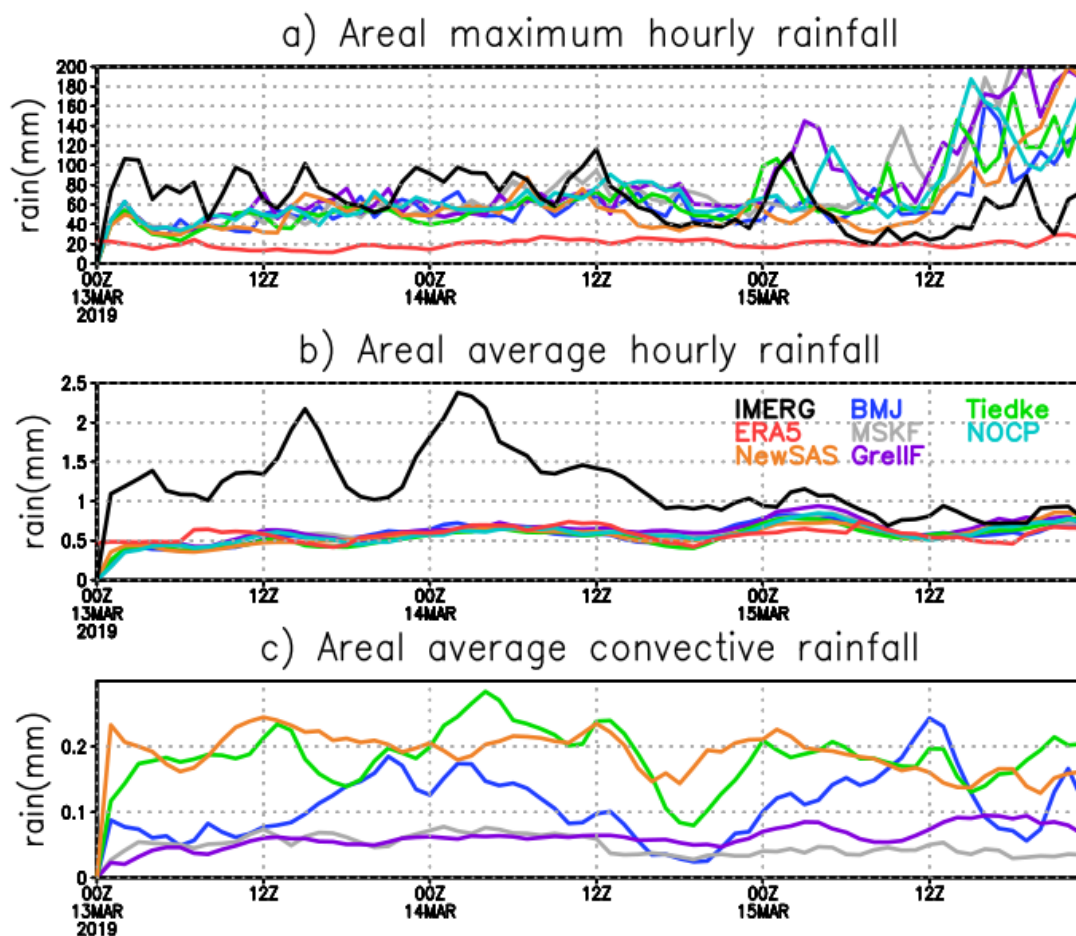 a) Areal maximum hourly rainfall
rain(mm)
200
180
160
140
120
100
80
60
40
20
0
00Z 12Z 00Z 12Z 00Z 12Z
13MAR 14MAR 15MAR
2019
b) Areal average hourly rainfall
rain(mm)
2.5
2
1.5
1
0.5
0
IMERG BMJ Tiedke
ERA5 MSKF NOCP
NewSAS GrellF
00Z 12Z 00Z 12Z 00Z 12Z
13MAR 14MAR 15MAR
2019
c) Areal average convective rainfall
rain(mm)
0.2
0.1
0
00Z 12Z 00Z 12Z 00Z 12Z
13MAR 14MAR 15MAR
2019